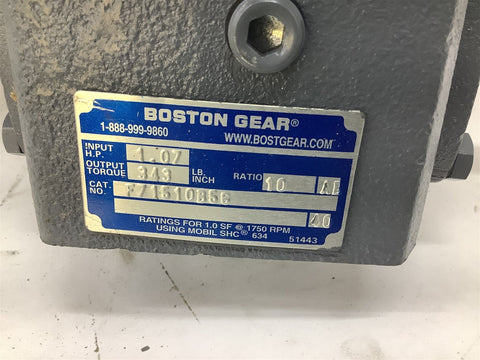 BOSTON GEAR®
1-888-999-9860 WWW.BOSTGEAR.COM
INPUT H.P. 1.07
OUTPUT TORQUE 343 LB. INCH RATIO 10
CAT. NO. F71510B5G
40
RATINGS FOR 1.0 SF @ 1750 RPM
USING MOBIL SHC® 634 51443